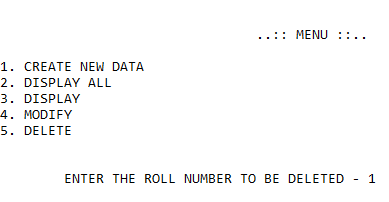 ..:: MENU ::..
1. CREATE NEW DATA
2. DISPLAY ALL
3. DISPLAY
4. MODIFY
5. DELETE
ENTER THE ROLL NUMBER TO BE DELETED - 1